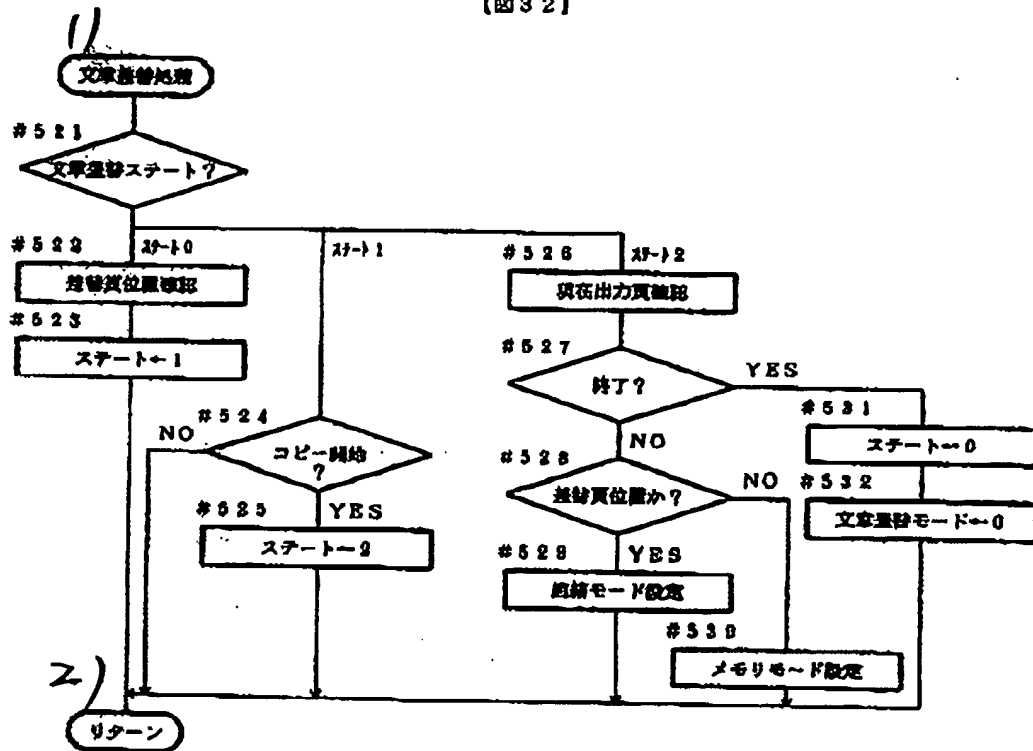 【図32】
1)
文章差替処理
#521
文章差替ステート?
#522
ステート0
差替頁位置確認
#523
ステート←1
ステート1
#524
コピー開始
?
NO
YES
#525
ステート←2
#526
ステート2
現在出力頁確認
#527
終了?
YES
NO
#528
差替頁位置か?
NO
YES
#529
直結モード設定
#530
メモリモード設定
#531
ステート←0
#532
文章差替モード←0
2)
リターン